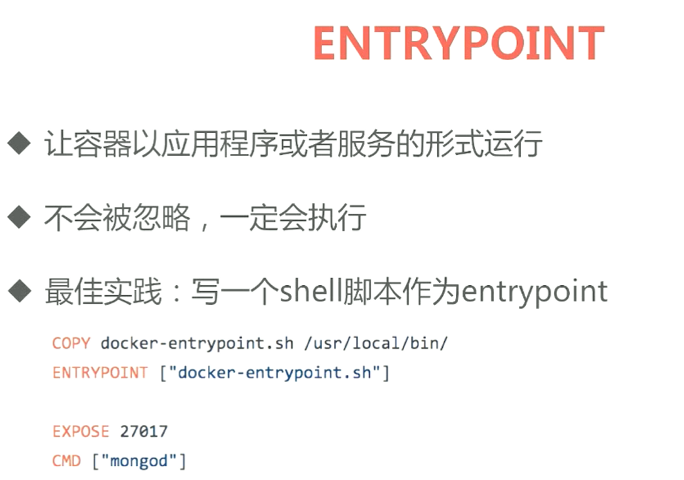 ENTRYPOINT
◆ 让容器以应用程序或者服务的形式运行
◆ 不会被忽略，一定会执行
◆ 最佳实践：写一个shell脚本作为entrypoint
COPY docker-entrypoint.sh /usr/local/bin/
ENTRYPOINT ["docker-entrypoint.sh"]
EXPOSE 27017
CMD ["mongod"]